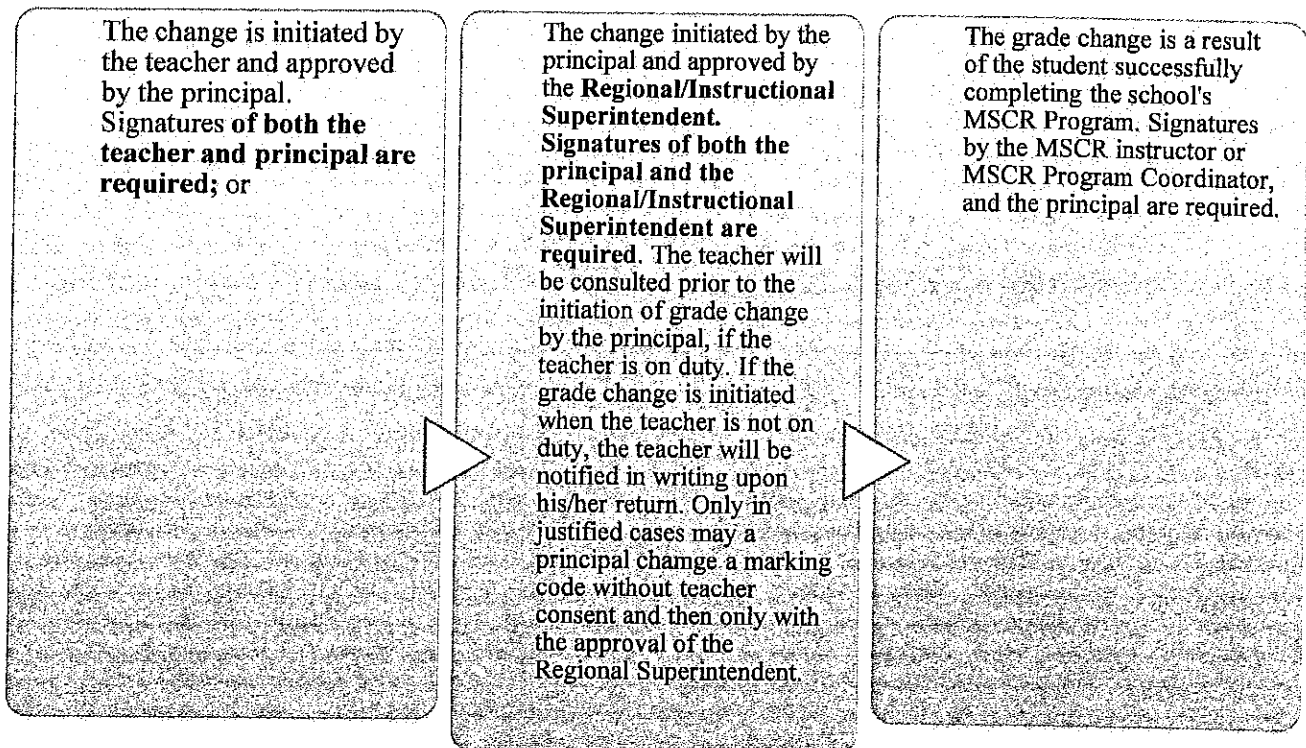 The change is initiated by
the teacher and approved
by the principal.
Signatures of both the
teacher and principal are
required; or
The change initiated by the
principal and approved by
the Regional/Instructional
Superintendent.
Signatures of both the
principal and the
Regional/Instructional
Superintendent are
required. The teacher will
be consulted prior to the
initiation of grade change
by the principal, if the
teacher is on duty. If the
grade change is initiated
when the teacher is not on
duty, the teacher will be
notified in writing upon
his/her return. Only in
justified cases may a
principal chamge a marking
code without teacher
consent and then only with
the approval of the
Regional Superintendent.
The grade change is a result
of the student successfully
completing the school's
MSCR Program. Signatures
by the MSCR instructor or
MSCR Program Coordinator,
and the principal are required.